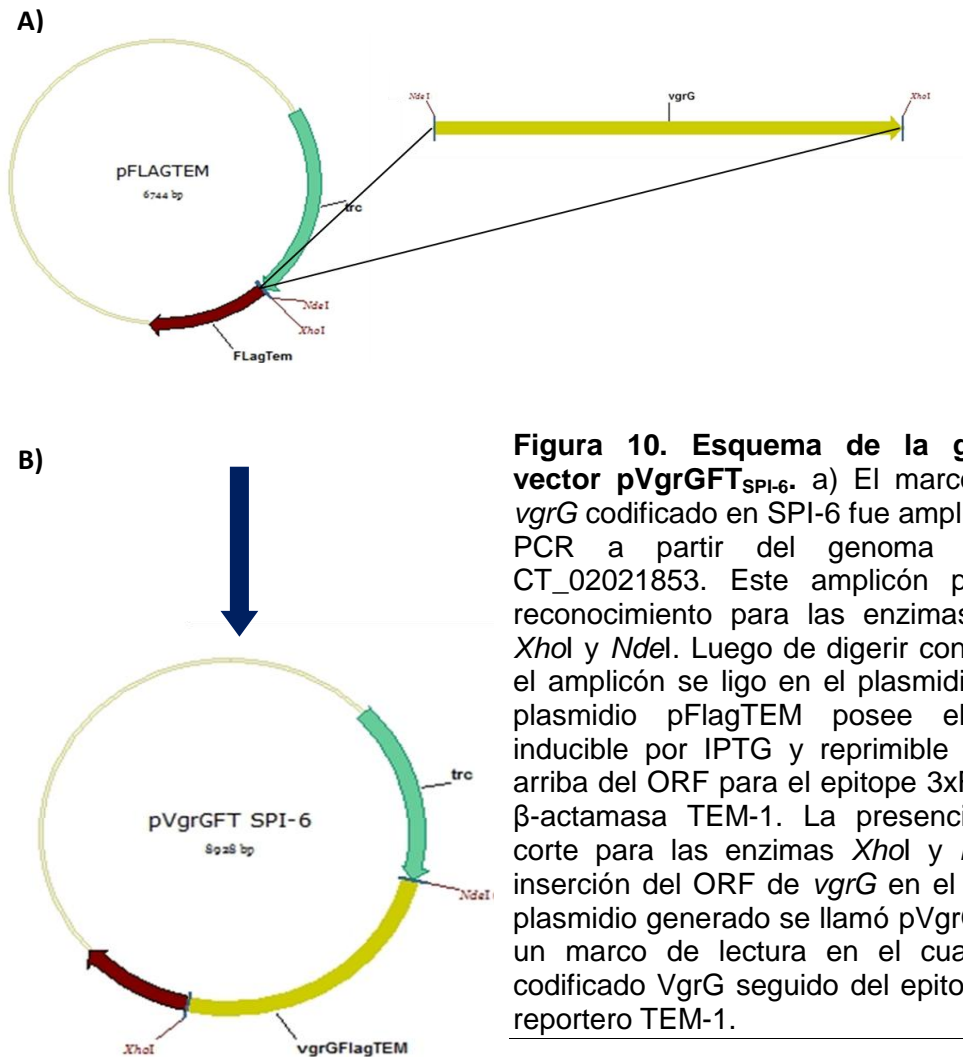 A)
NdeI
vgrG
XhoI
pFLAGTEM
6744 bp
trc
NdeI
XhoI
FLagTem
B)
Figura 10. Esquema de la g
vector pVgrGFTSPI-6. a) El marc
vgrG codificado en SPI-6 fue ampl
PCR a partir del genoma
CT_02021853. Este amplicón p
reconocimiento para las enzimas
XhoI y NdeI. Luego de digerir con
el amplicón se ligo en el plasmidi
plasmidio pFlagTEM posee el
inducible por IPTG y reprimible
arriba del ORF para el epitope 3xF
β-actamasa TEM-1. La presenci
corte para las enzimas XhoI y
inserción del ORF de vgrG en el
plasmidio generado se llamó pVgr
un marco de lectura en el cua
codificado VgrG seguido del epito
reportero TEM-1.
trc
pVgrGFT SPI-6
8928 bp
NdeI
XhoI
vgrGFlagTEM